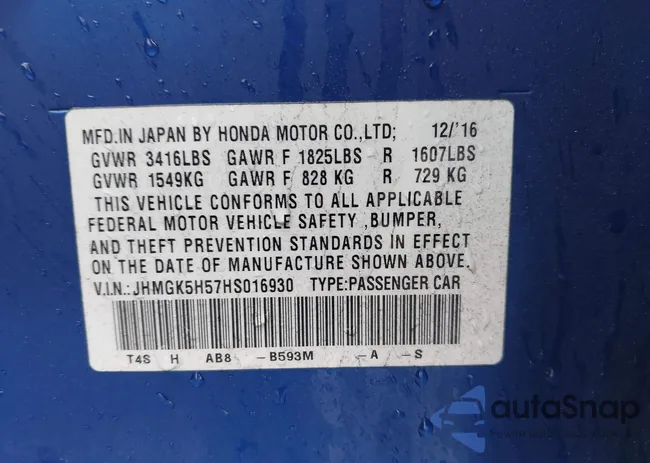 MFD.IN JAPAN BY HONDA MOTOR CO.,LTD; 12/'16
GVWR 3416LBS GAWR F 1825LBS R 1607LBS
GVWR 1549KG GAWR F 828 KG R 729 KG
THIS VEHICLE CONFORMS TO ALL APPLICABLE
FEDERAL MOTOR VEHICLE SAFETY ,BUMPER,
AND THEFT PREVENTION STANDARDS IN EFFECT
ON THE DATE OF MANUFACTURE SHOWN ABOVE.
V.I.N.: JHMGK5H57HS016930 TYPE:PASSENGER CAR
T4S H AB8 -B593M -A -S
autoSnap